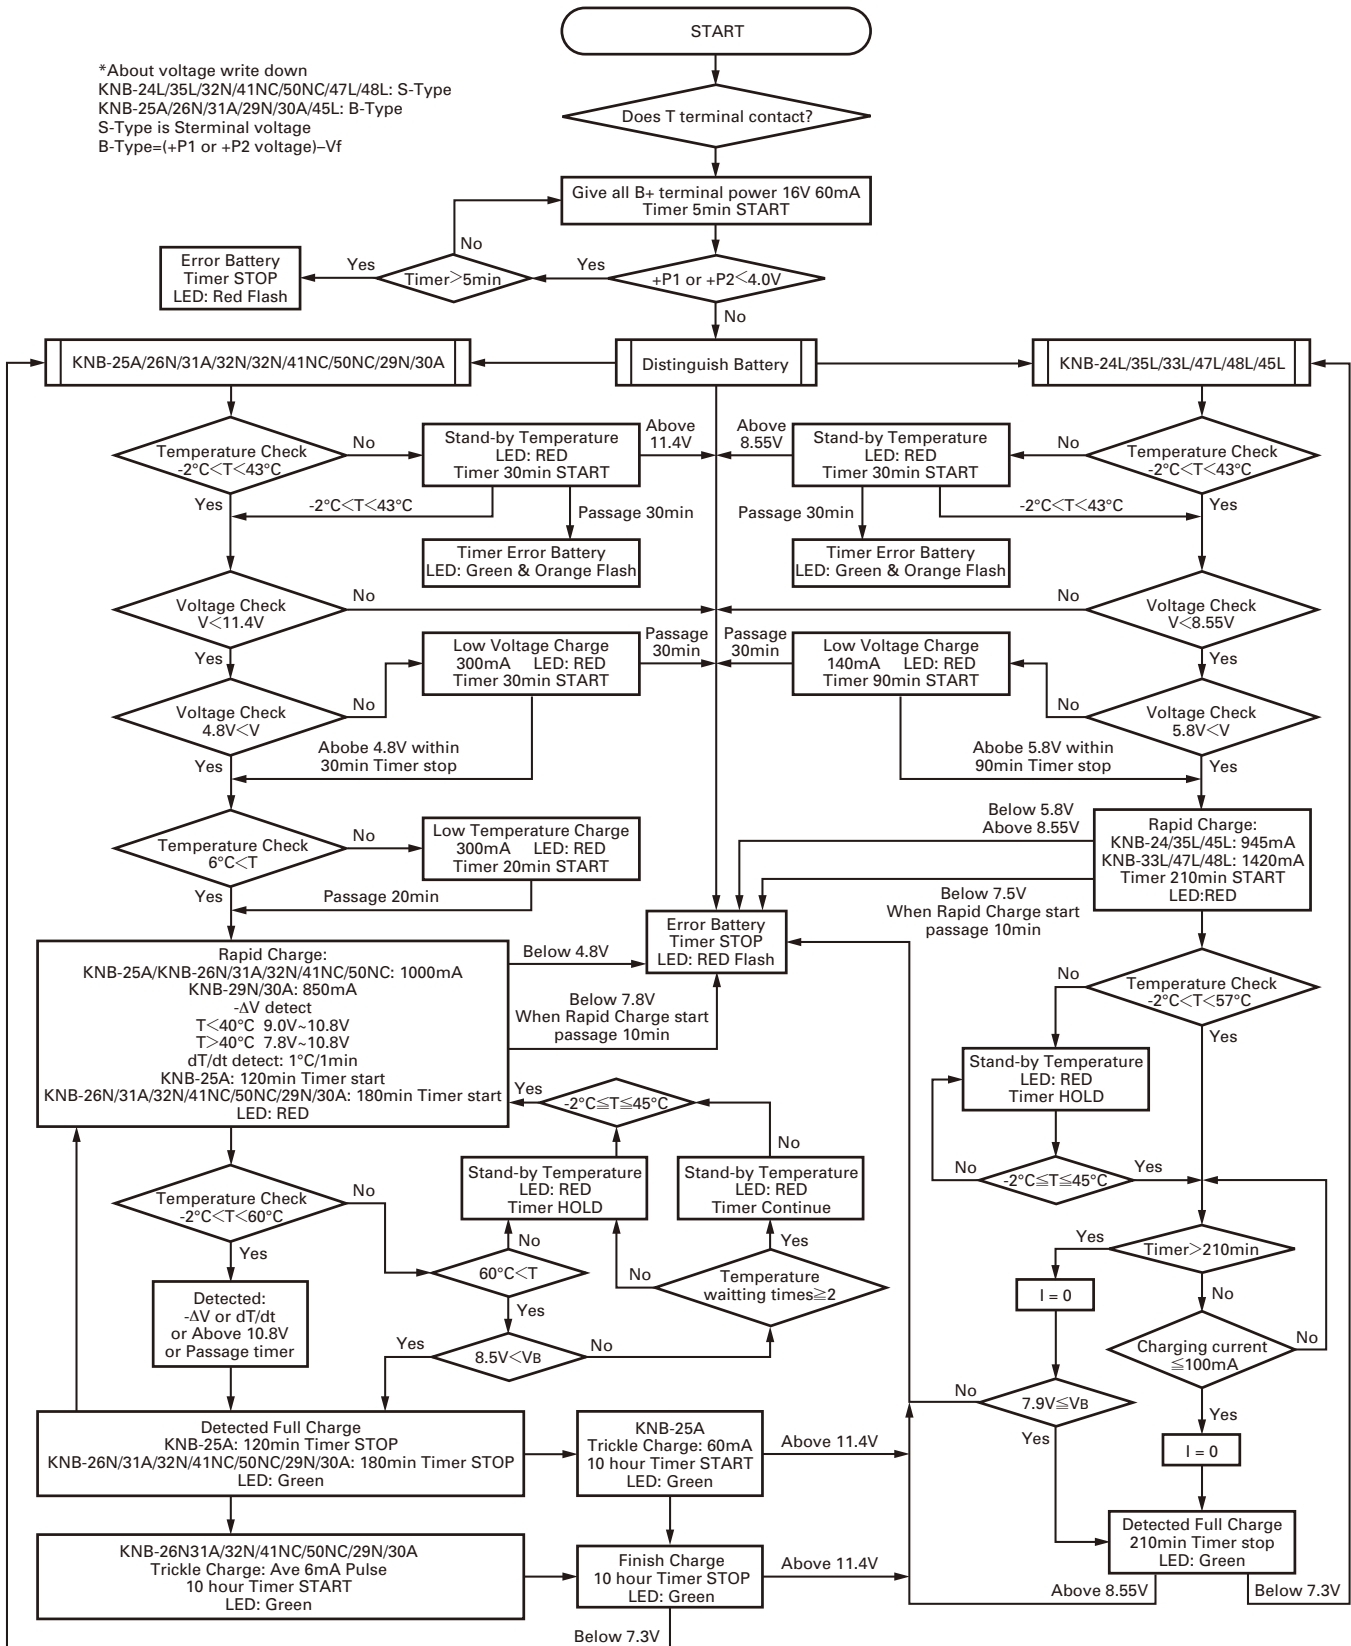 START
*About voltage write down
KNB-24L/35L/32N/41NC/50NC/47L/48L: S-Type
KNB-25A/26N/31A/29N/30A/45L: B-Type
S-Type is Sterminal voltage
B-Type=(+P1 or +P2 voltage)–Vf
Does T terminal contact?
Give all B+ terminal power 16V 60mA
Timer 5min START
No
Error Battery
Timer STOP
LED: Red Flash
Yes
Timer>5min
Yes
+P1 or +P2<4.0V
No
KNB-25A/26N/31A/32N/32N/41NC/50NC/29N/30A
Distinguish Battery
KNB-24L/35L/33L/47L/48L/45L
Temperature Check
-2°C<T<43°C
No
Stand-by Temperature
LED: RED
Timer 30min START
Above
11.4V
Above
8.55V
Stand-by Temperature
LED: RED
Timer 30min START
No
Temperature Check
-2°C<T<43°C
Yes
-2°C<T<43°C
Passage 30min
Passage 30min
-2°C<T<43°C
Yes
Timer Error Battery
LED: Green & Orange Flash
Timer Error Battery
LED: Green & Orange Flash
Voltage Check
V<11.4V
No
No
Voltage Check
V<8.55V
Yes
Low Voltage Charge
300mA LED: RED
Timer 30min START
Passage
30min
Passage
30min
Low Voltage Charge
140mA LED: RED
Timer 90min START
Yes
Voltage Check
4.8V<V
No
No
Voltage Check
5.8V<V
Yes
Abobe 4.8V within
30min Timer stop
Abobe 5.8V within
90min Timer stop
Yes
Temperature Check
6°C<T
No
Low Temperature Charge
300mA LED: RED
Timer 20min START
Below 5.8V
Above 8.55V
Rapid Charge:
KNB-24/35L/45L: 945mA
KNB-33L/47L/48L: 1420mA
Timer 210min START
LED:RED
Yes
Passage 20min
Below 7.5V
When Rapid Charge start
passage 10min
Error Battery
Timer STOP
LED: RED Flash
Rapid Charge:
KNB-25A/KNB-26N/31A/32N/41NC/50NC: 1000mA
KNB-29N/30A: 850mA
-ΔV detect
T<40°C 9.0V~10.8V
T>40°C 7.8V~10.8V
dT/dt detect: 1°C/1min
KNB-25A: 120min Timer start
KNB-26N/31A/32N/41NC/50NC/29N/30A: 180min Timer start
LED: RED
Below 4.8V
Below 7.8V
When Rapid Charge start
passage 10min
No
Temperature Check
-2°C<T<57°C
Yes
Stand-by Temperature
LED: RED
Timer HOLD
Yes
-2°C≦T≦45°C
No
No
-2°C≦T≦45°C
Yes
Temperature Check
-2°C<T<60°C
No
Stand-by Temperature
LED: RED
Timer HOLD
Stand-by Temperature
LED: RED
Timer Continue
Yes
No
Yes
60°C<T
No
Temperature
waitting times≧2
Yes
Timer>210min
I = 0
No
Detected:
-ΔV or dT/dt
or Above 10.8V
or Passage timer
Yes
Yes
8.5V<VB
No
Charging current
≦100mA
No
No
7.9V≦VB
Yes
Yes
I = 0
Detected Full Charge
KNB-25A: 120min Timer STOP
KNB-26N/31A/32N/41NC/50NC/29N/30A: 180min Timer STOP
LED: Green
KNB-25A
Trickle Charge: 60mA
10 hour Timer START
LED: Green
Above 11.4V
Detected Full Charge
210min Timer stop
LED: Green
KNB-26N31A/32N/41NC/50NC/29N/30A
Trickle Charge: Ave 6mA Pulse
10 hour Timer START
LED: Green
Finish Charge
10 hour Timer STOP
LED: Green
Above 11.4V
Above 8.55V
Below 7.3V
Below 7.3V